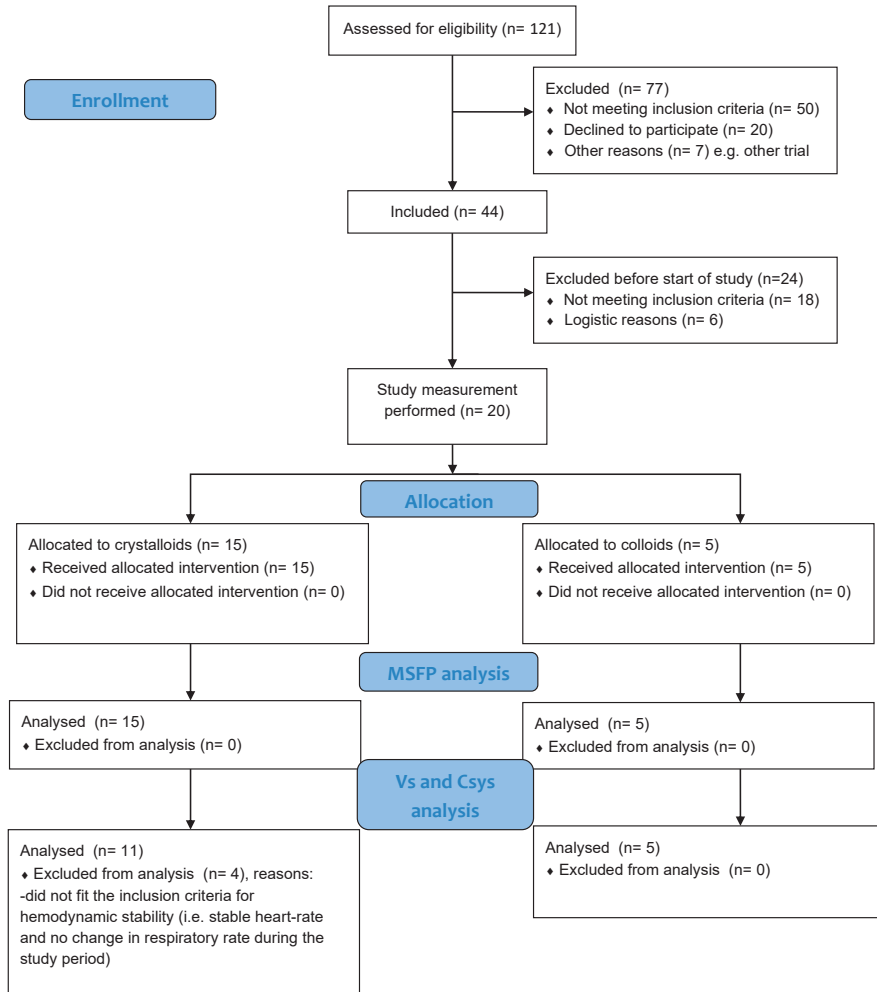 Assessed for eligibility (n= 121)
Enrollment
Excluded (n= 77)
♦ Not meeting inclusion criteria (n= 50)
♦ Declined to participate (n= 20)
♦ Other reasons (n= 7) e.g. other trial
Included (n= 44)
Excluded before start of study (n=24)
♦ Not meeting inclusion criteria (n= 18)
♦ Logistic reasons (n= 6)
Study measurement
performed (n= 20)
Allocation
Allocated to crystalloids (n= 15)
♦ Received allocated intervention (n= 15)
♦ Did not receive allocated intervention (n= 0)
Allocated to colloids (n= 5)
♦ Received allocated intervention (n= 5)
♦ Did not receive allocated intervention (n= 0)
MSFP analysis
Analysed (n= 15)
♦ Excluded from analysis (n= 0)
Analysed (n= 5)
♦ Excluded from analysis (n= 0)
Vs and Csys
analysis
Analysed (n= 11)
♦ Excluded from analysis (n= 4), reasons:
-did not fit the inclusion criteria for
hemodynamic stability (i.e. stable heart-rate
and no change in respiratory rate during the
study period)
Analysed (n= 5)
♦ Excluded from analysis (n= 0)